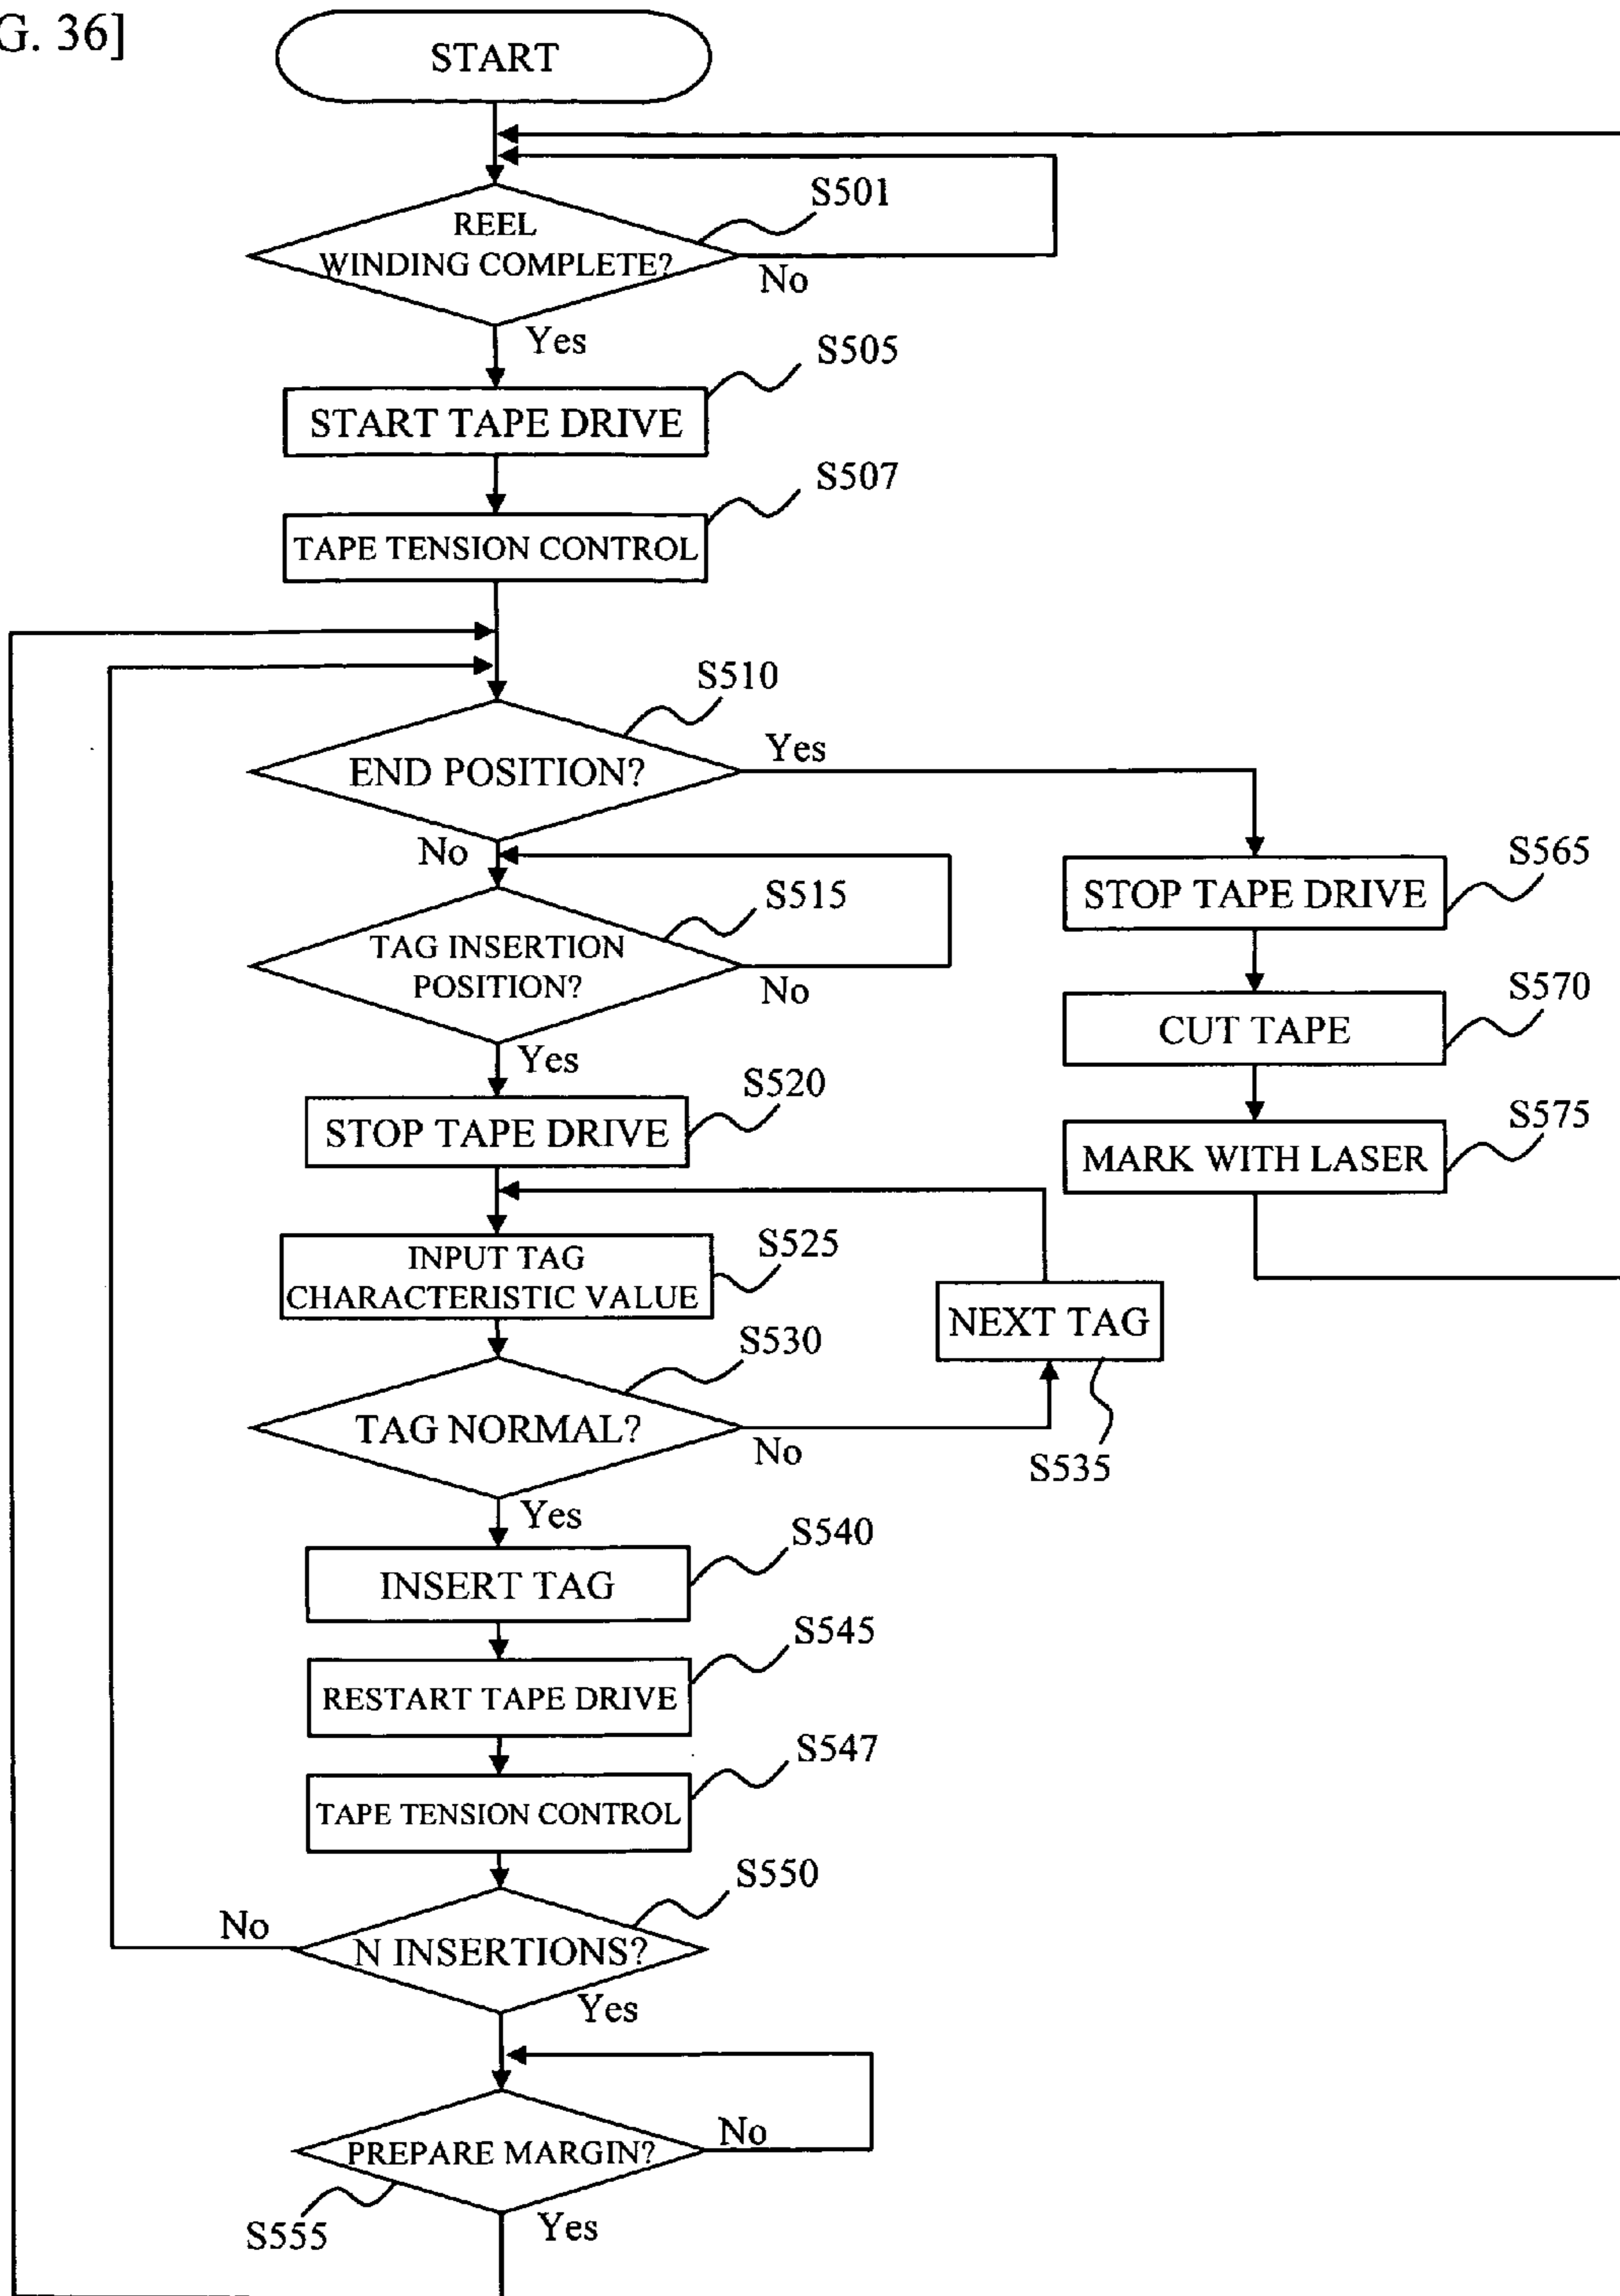 G. 36]
START
S501
REEL
WINDING COMPLETE?
No
Yes
S505
START TAPE DRIVE
S507
TAPE TENSION CONTROL
S510
END POSITION?
Yes
No
S515
TAG INSERTION
POSITION?
No
Yes
S520
STOP TAPE DRIVE
S525
INPUT TAG
CHARACTERISTIC VALUE
S530
TAG NORMAL?
No
NEXT TAG
S535
Yes
S540
INSERT TAG
S545
RESTART TAPE DRIVE
S547
TAPE TENSION CONTROL
S550
N INSERTIONS?
No
Yes
PREPARE MARGIN?
No
S555
Yes
S565
STOP TAPE DRIVE
S570
CUT TAPE
S575
MARK WITH LASER